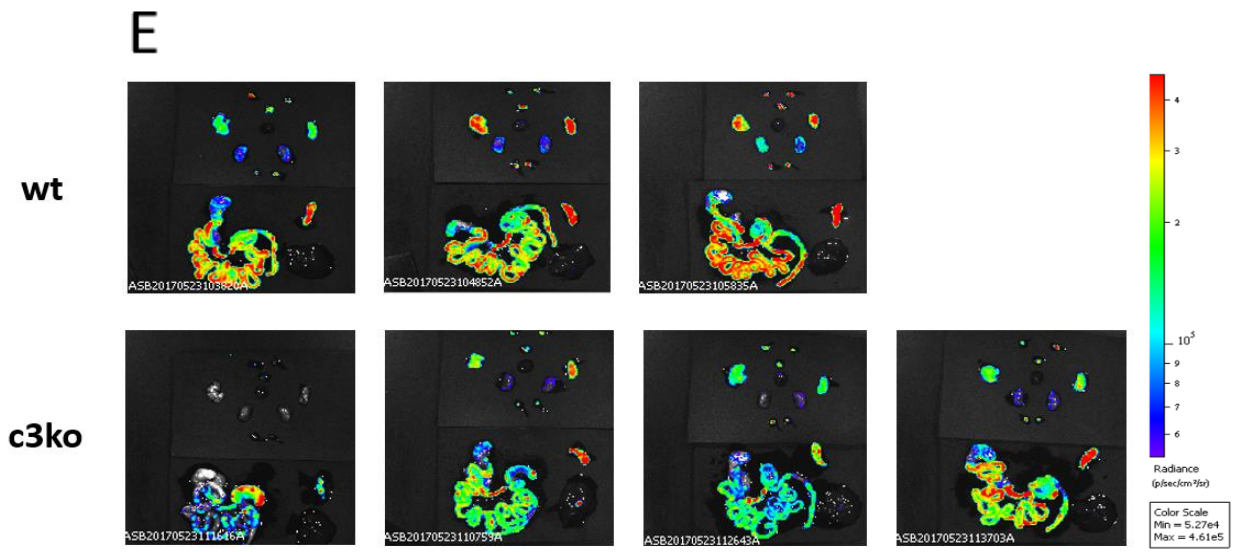 E
wt
ASB20170523103820A
ASB20170523104852A
ASB20170523105835A
c3ko
ASB20170523111616A
ASB20170523110753A
ASB20170523112643A
ASB20170523113703A
4
3
2
10⁵
9
8
7
6
Radiance
(p/sec/cm²/sr)
Color Scale
Min = 5.27e4
Max = 4.61e5